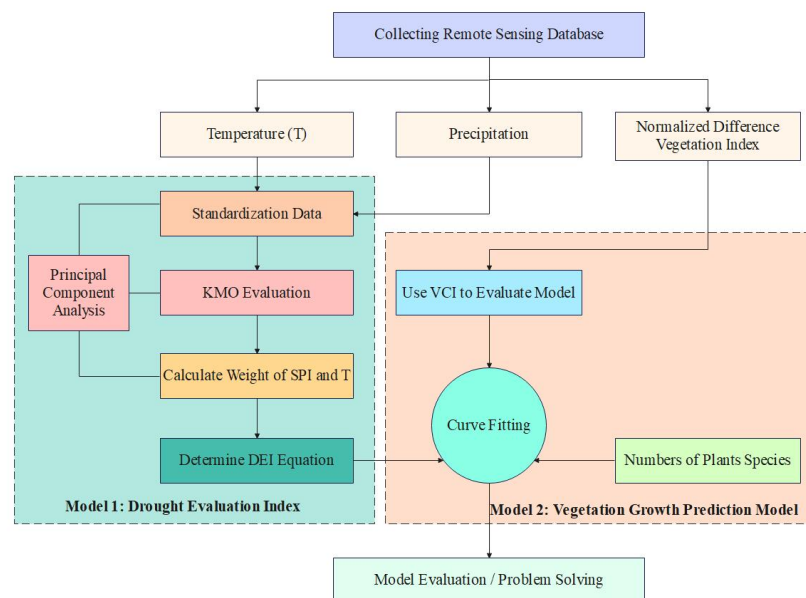 Collecting Remote Sensing Database
Temperature (T)
Precipitation
Normalized Difference
Vegetation Index
Standardization Data
Principal
Component
Analysis
KMO Evaluation
Use VCI to Evaluate Model
Calculate Weight of SPI and T
Curve Fitting
Determine DEI Equation
Numbers of Plants Species
Model 1: Drought Evaluation Index
Model 2: Vegetation Growth Prediction Model
Model Evaluation / Problem Solving